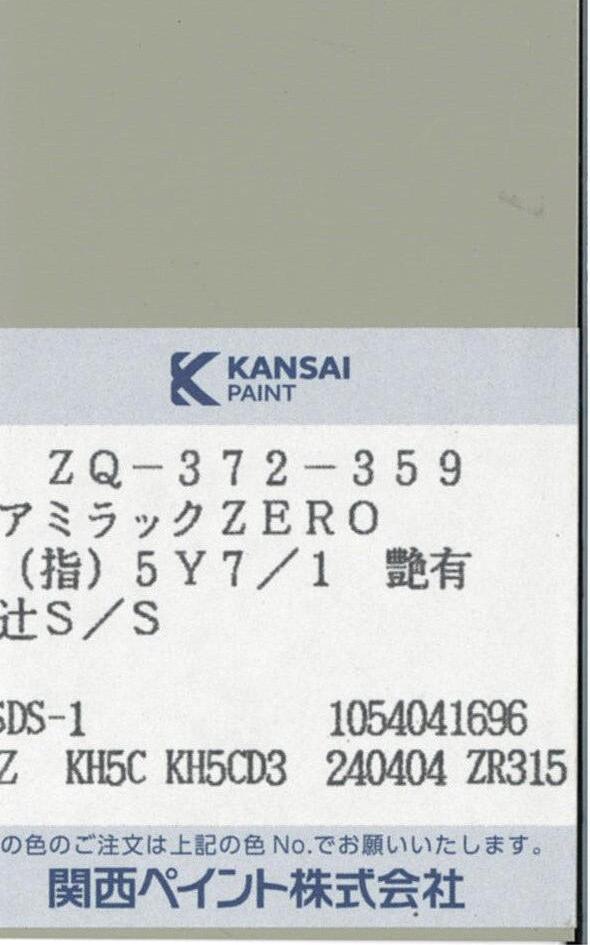 KANSAI
PAINT
ZQ−372−359
アミラックZERO
(指) 5Y7／1 艶有
辻S／S
SDS-1 1054041696
Z KH5C KH5CD3 240404 ZR315
の色のご注文は上記の色 No.でお願いいたします。
関西ペイント株式会社